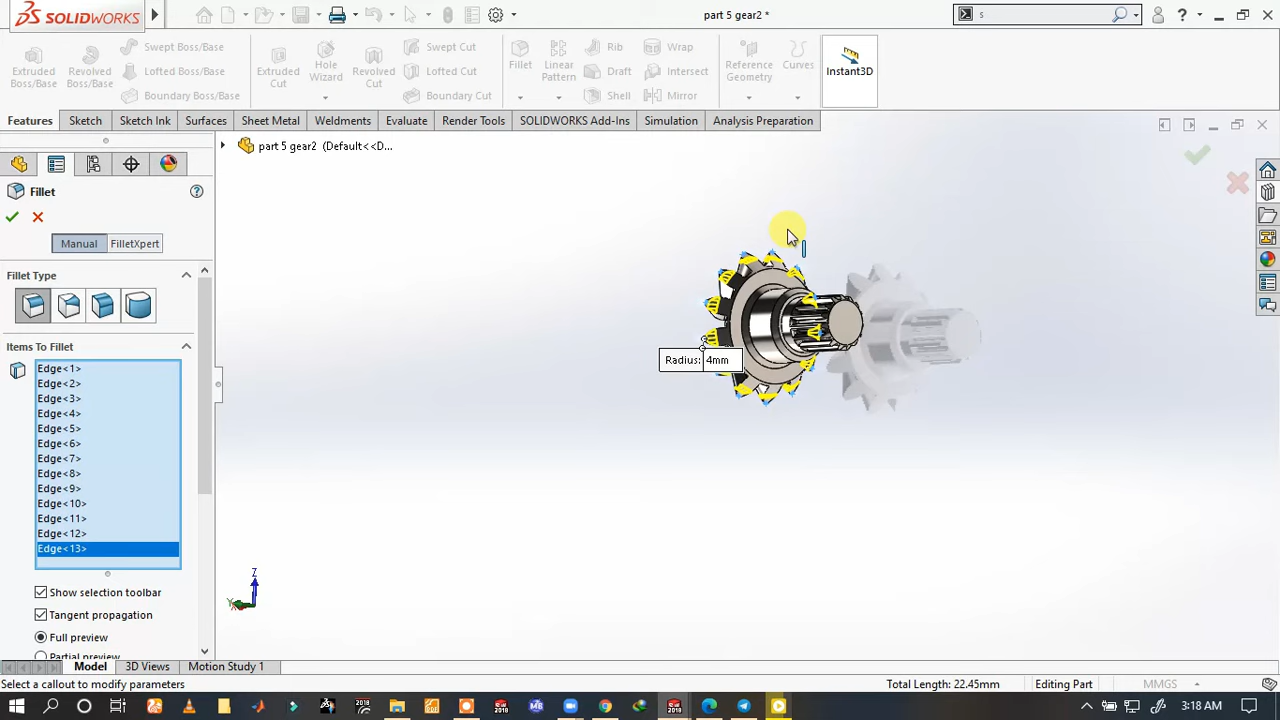 SOLIDWORKS
part 5 gear2 *
s
Extruded Boss/Base
Revolved Boss/Base
Swept Boss/Base
Lofted Boss/Base
Boundary Boss/Base
Extruded Cut
Hole Wizard
Revolved Cut
Swept Cut
Lofted Cut
Boundary Cut
Fillet
Linear Pattern
Rib
Draft
Shell
Wrap
Intersect
Mirror
Reference Geometry
Curves
Instant3D
Features
Sketch
Sketch Ink
Surfaces
Sheet Metal
Weldments
Evaluate
Render Tools
SOLIDWORKS Add-Ins
Simulation
Analysis Preparation
part 5 gear2 (Default<<D...
Fillet
Manual
FilletXpert
Fillet Type
Items To Fillet
Edge<1>
Edge<2>
Edge<3>
Edge<4>
Edge<5>
Edge<6>
Edge<7>
Edge<8>
Edge<9>
Edge<10>
Edge<11>
Edge<12>
Edge<13>
Show selection toolbar
Tangent propagation
Full preview
Partial preview
Radius: 4mm
Z
Model
3D Views
Motion Study 1
Select a callout to modify parameters
Total Length: 22.45mm
Editing Part
MMGS
3:18 AM